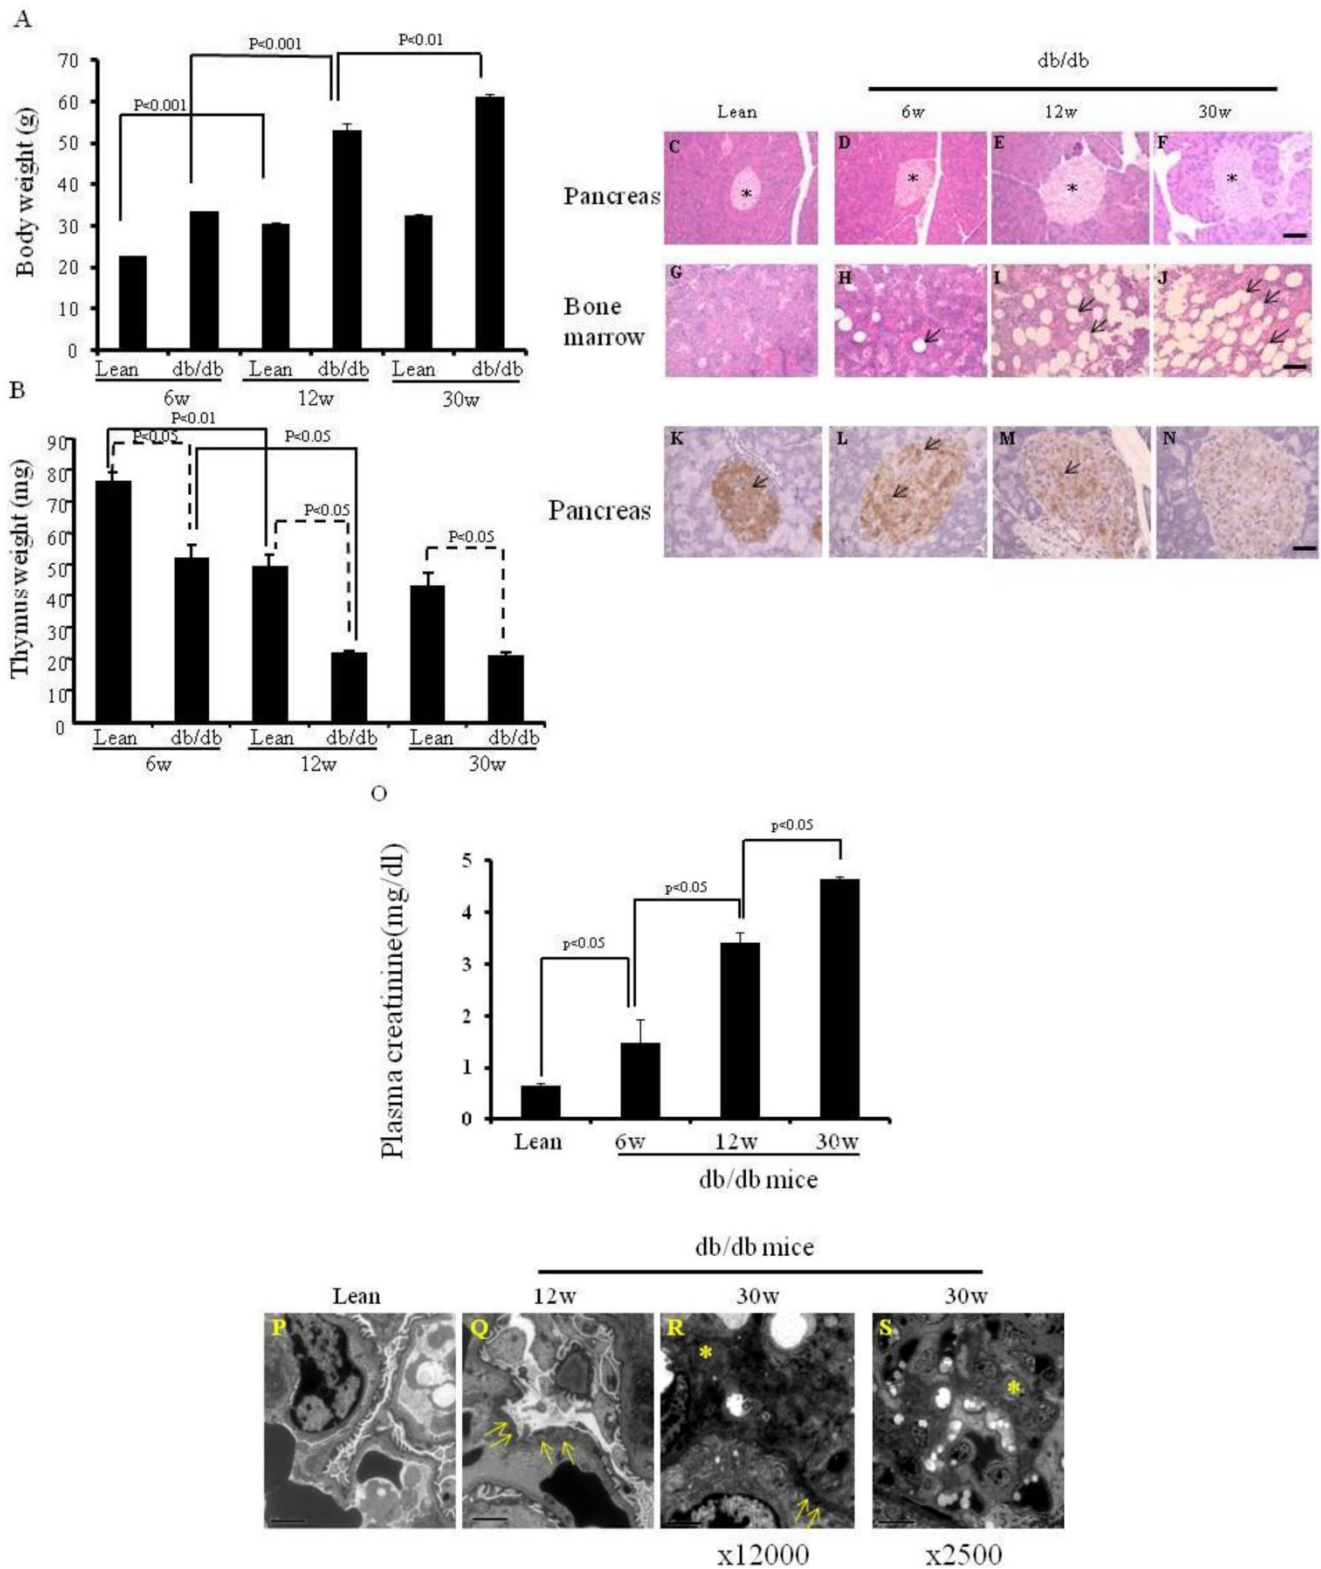 A
P<0.001
P<0.01
P<0.001
Body weight (g)
70
60
50
40
30
20
10
0
Lean db/db Lean db/db Lean db/db
6w 12w 30w
db/db
Lean 6w 12w 30w
Pancreas
C D E F
* * * *
Bone
marrow
G H I J
Pancreas
K L M N
B
P<0.01
P<0.05 P<0.05
P<0.05
P<0.05
Thymus weight (mg)
90
80
70
60
50
40
30
20
10
0
Lean db/db Lean db/db Lean db/db
6w 12w 30w
O
p<0.05
p<0.05
p<0.05
Plasma creatinine(mg/dl)
5
4
3
2
1
0
Lean 6w 12w 30w
db/db mice
db/db mice
Lean 12w 30w 30w
P Q R S
* *
x12000 x2500